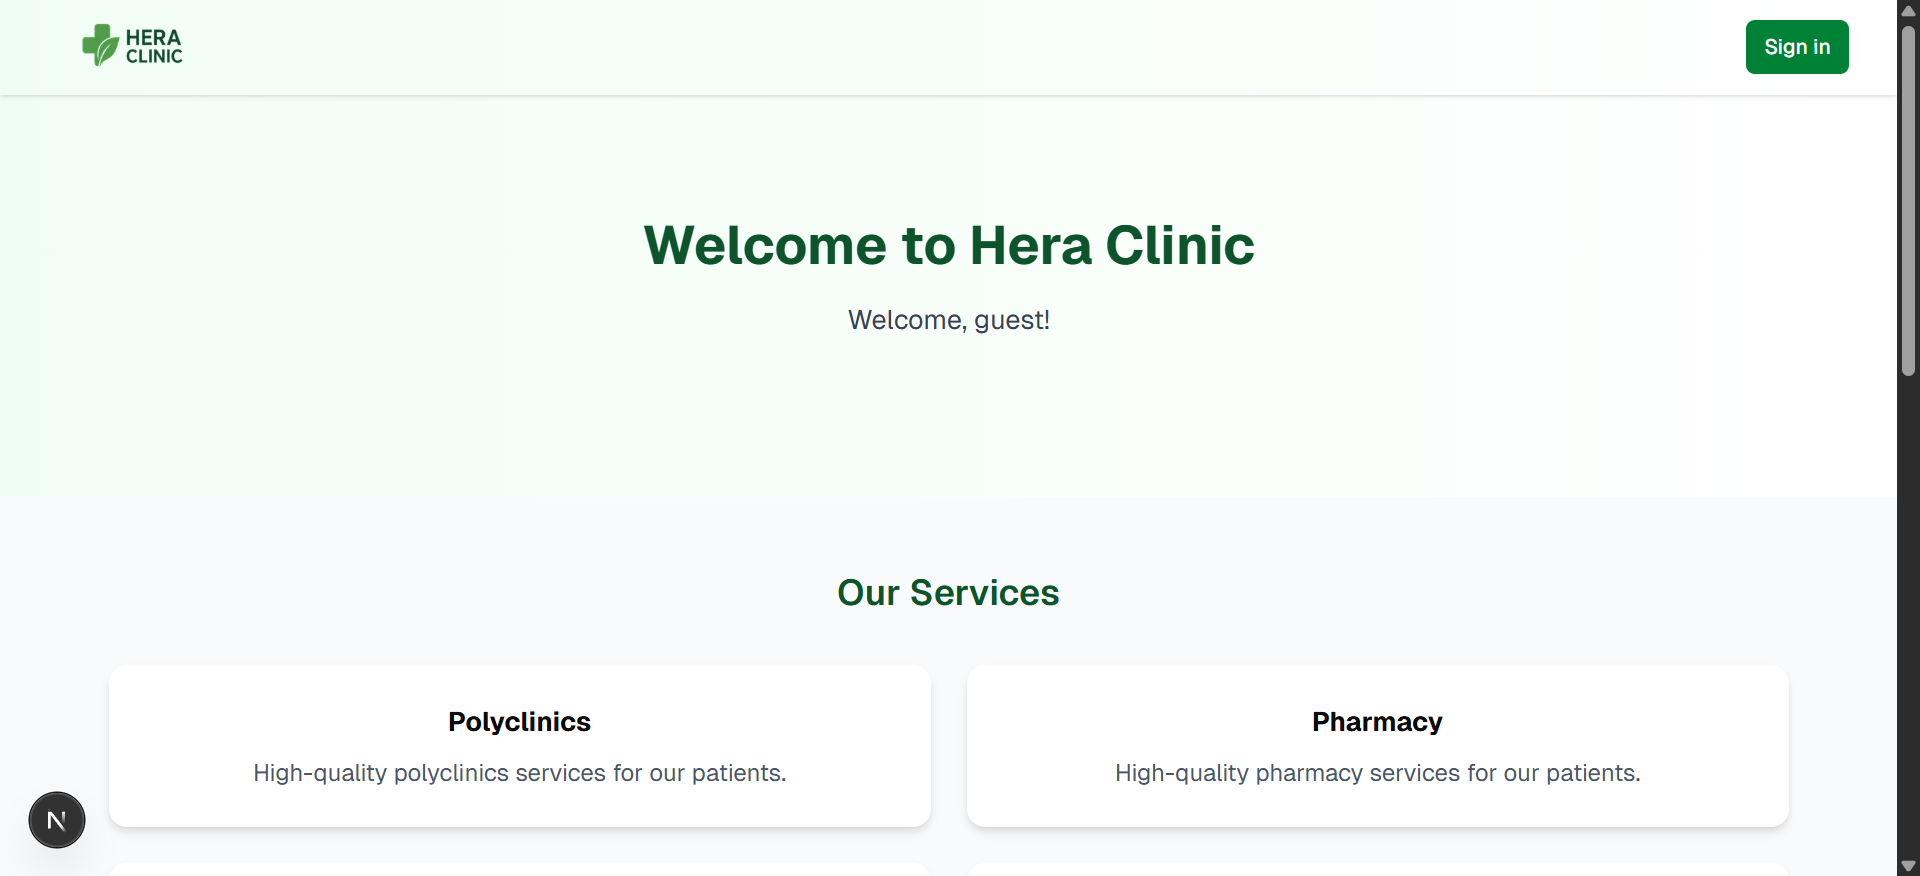 HERA
CLINIC
Sign in
Welcome to Hera Clinic
Welcome, guest!
Our Services
Polyclinics
High-quality polyclinics services for our patients.
Pharmacy
High-quality pharmacy services for our patients.
N